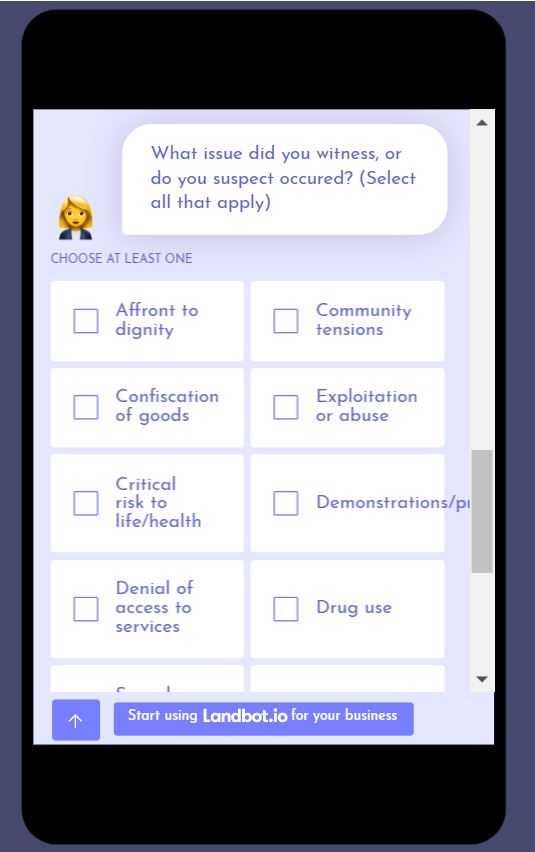 What issue did you witness, or
do you suspect occured? (Select
all that apply)
CHOOSE AT LEAST ONE
Affront to
dignity
Community
tensions
Confiscation
of goods
Exploitation
or abuse
Critical
risk to
life/health
Demonstrations/pr
Denial of
access to
services
Drug use
Start using Landbot.io for your business